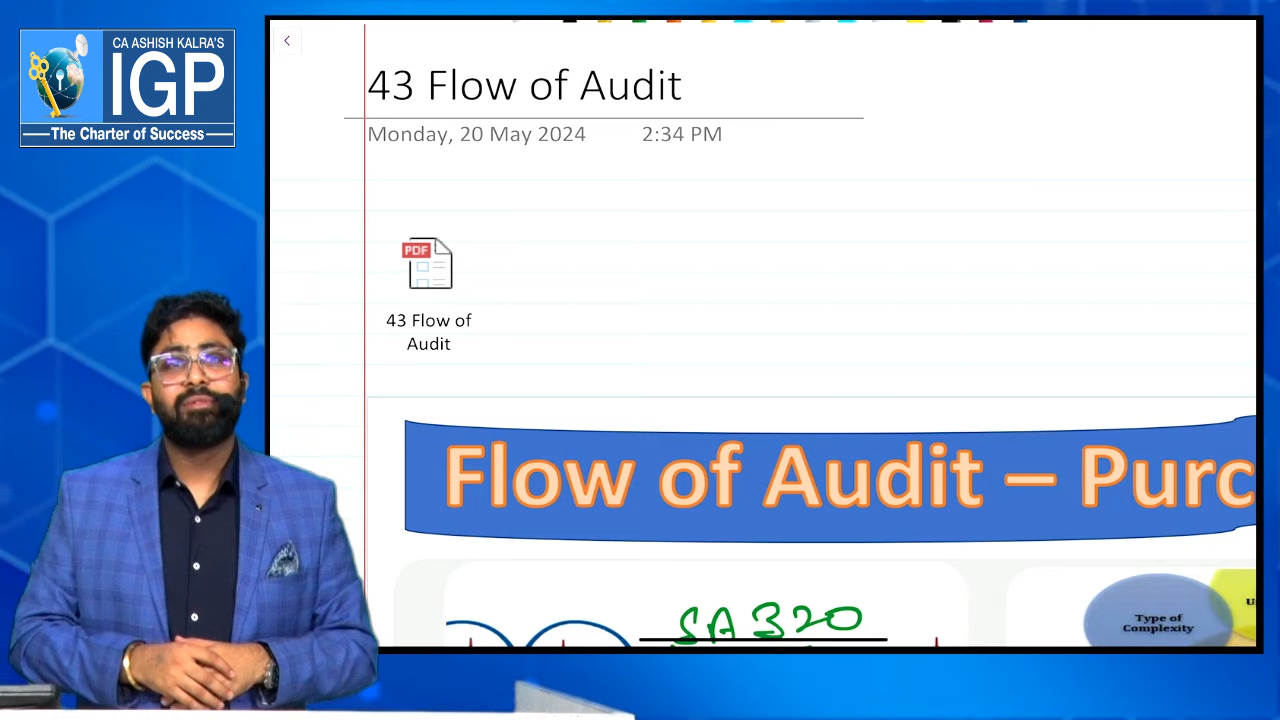 CA ASHISH KALRA'S
IGP
The Charter of Success
43 Flow of Audit
Monday, 20 May 2024 2:34 PM
PDF
43 Flow of
Audit
Flow of Audit – Purc
SA 320
Type of
Complexity